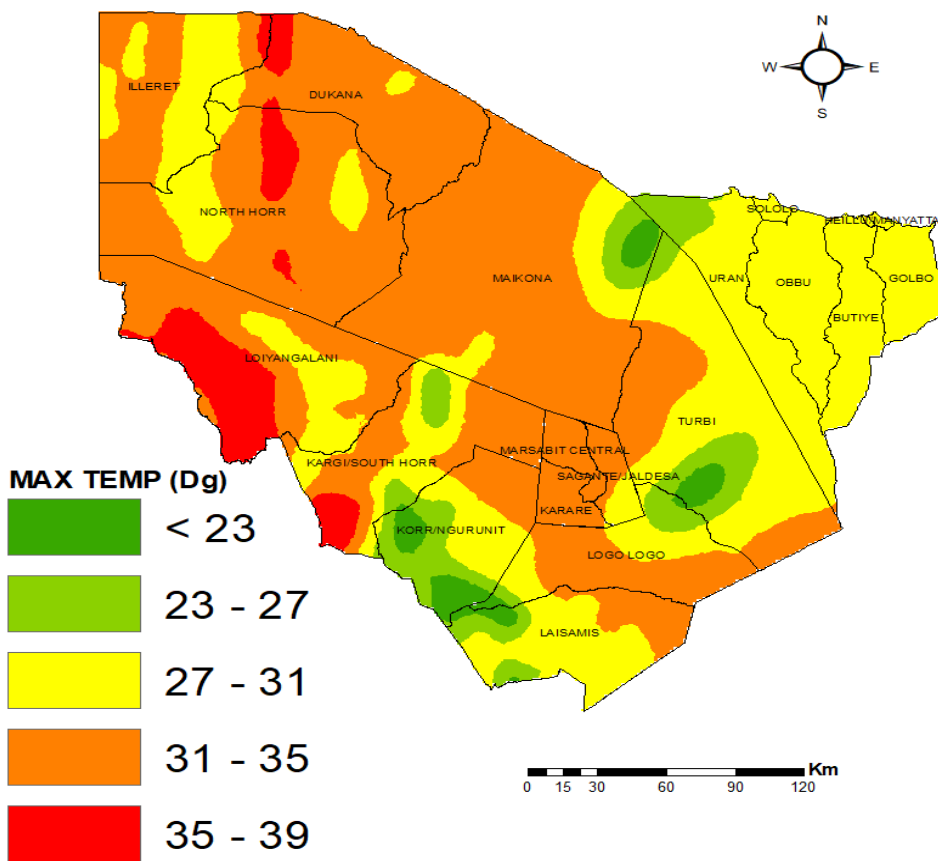 N
W E
S
ILLERET
DUKANA
NORTH HORR
SOLOLO
HEILLU/MANYATTA
MAIKONA
URAN
OBBU
GOLBO
BUTIYE
LOIYANGALANI
TURBI
MARSABIT CENTRAL
KARGI/SOUTH HORR
SAGANTE/JALDESA
KARARE
KORR/NGURUNIT
LOGO LOGO
LAISAMIS
MAX TEMP (Dg)
< 23
23 - 27
27 - 31
31 - 35
35 - 39
Km
0 15 30 60 90 120